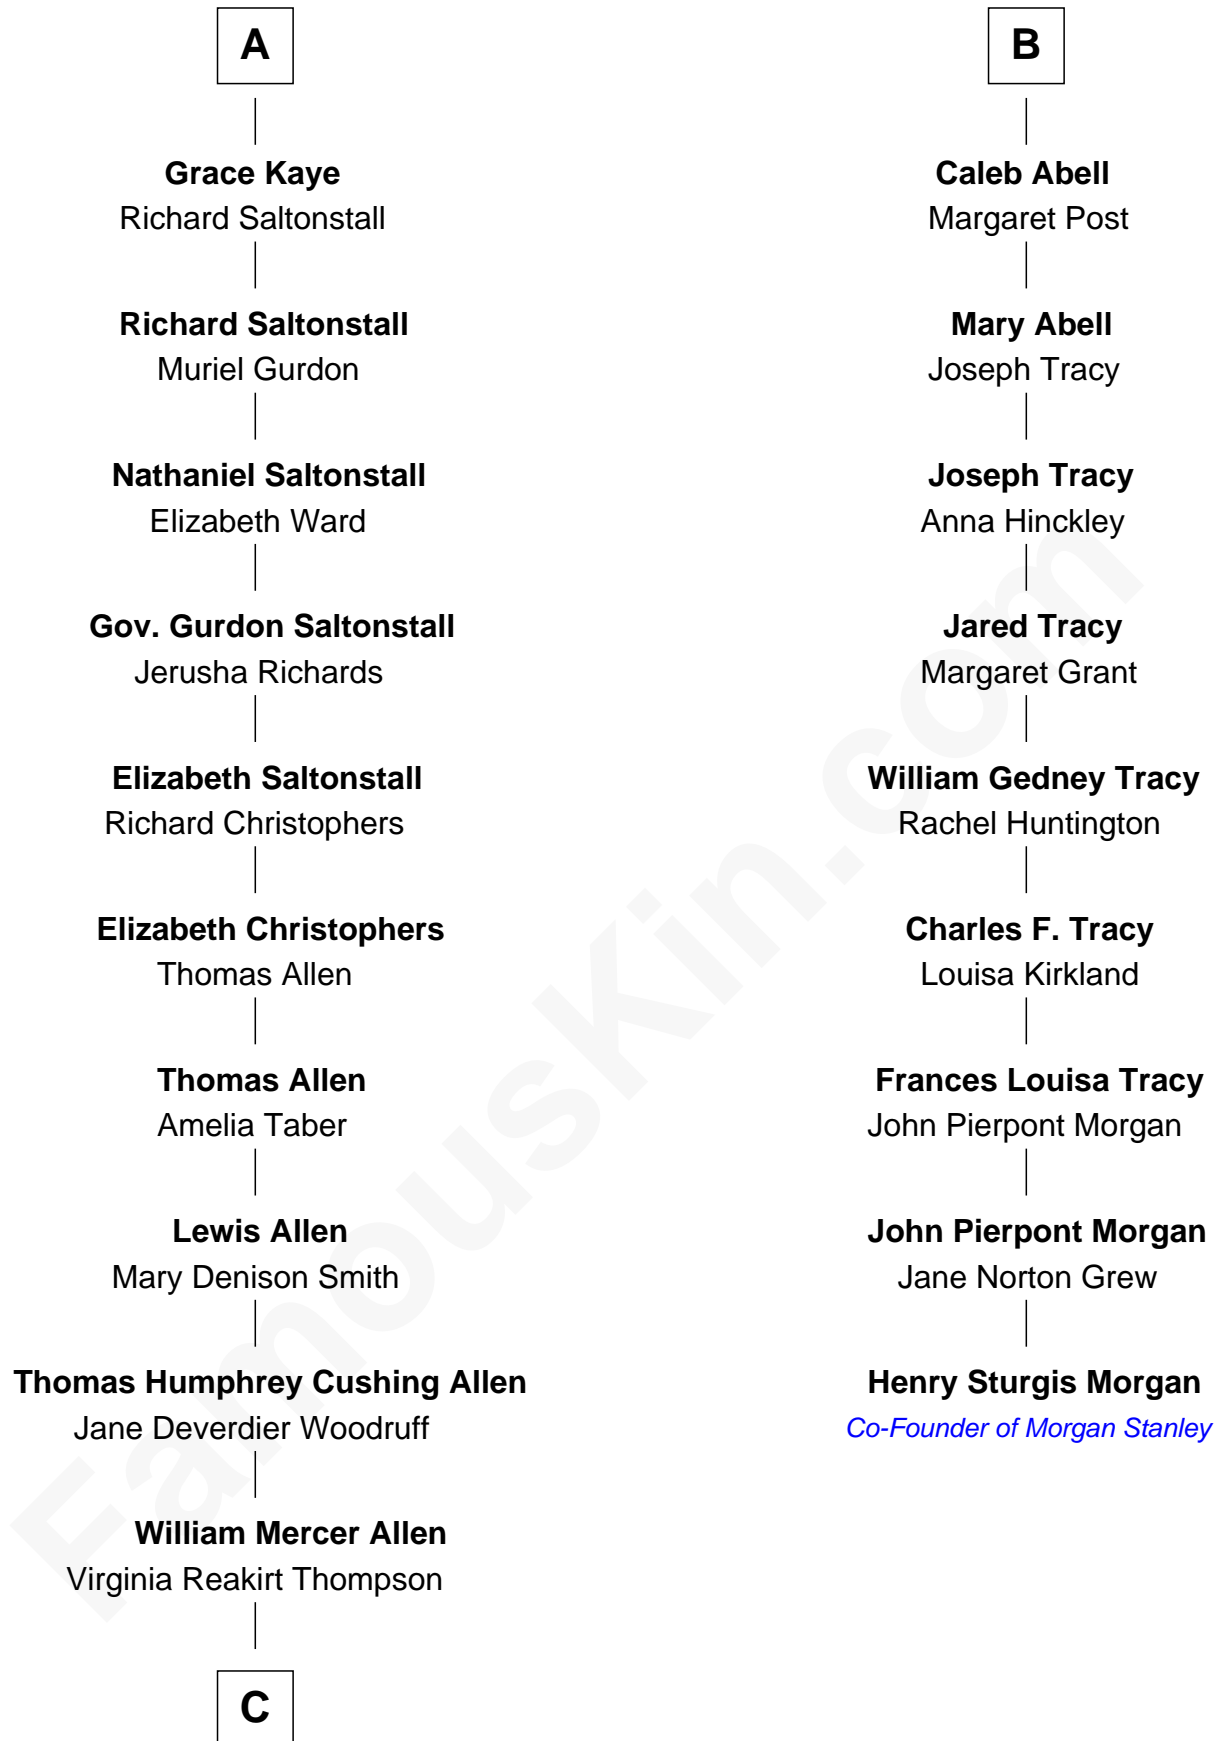 A
Grace Kaye
Richard Saltonstall
Richard Saltonstall
Muriel Gurdon
Nathaniel Saltonstall
Elizabeth Ward
Gov. Gurdon Saltonstall
Jerusha Richards
Elizabeth Saltonstall
Richard Christophers
Elizabeth Christophers
Thomas Allen
Thomas Allen
Amelia Taber
Lewis Allen
Mary Denison Smith
Thomas Humphrey Cushing Allen
Jane Deverdier Woodruff
William Mercer Allen
Virginia Reakirt Thompson
C
B
Caleb Abell
Margaret Post
Mary Abell
Joseph Tracy
Joseph Tracy
Anna Hinckley
Jared Tracy
Margaret Grant
William Gedney Tracy
Rachel Huntington
Charles F. Tracy
Louisa Kirkland
Frances Louisa Tracy
John Pierpont Morgan
John Pierpont Morgan
Jane Norton Grew
Henry Sturgis Morgan
Co-Founder of Morgan Stanley
FamousKin.com